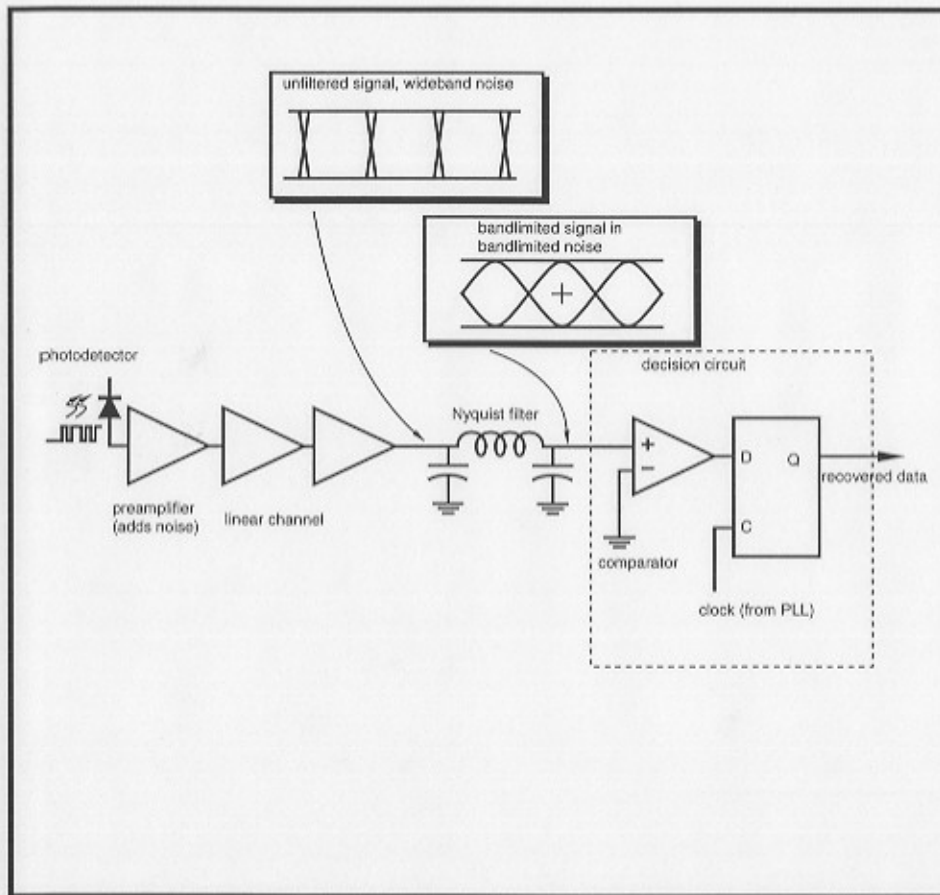 unfiltered signal, wideband noise
bandlimited signal in
bandlimited noise
photodetector
decision circuit
Nyquist filter
+
−
D
Q
recovered data
preamplifier
(adds noise)
linear channel
C
comparator
clock (from PLL)